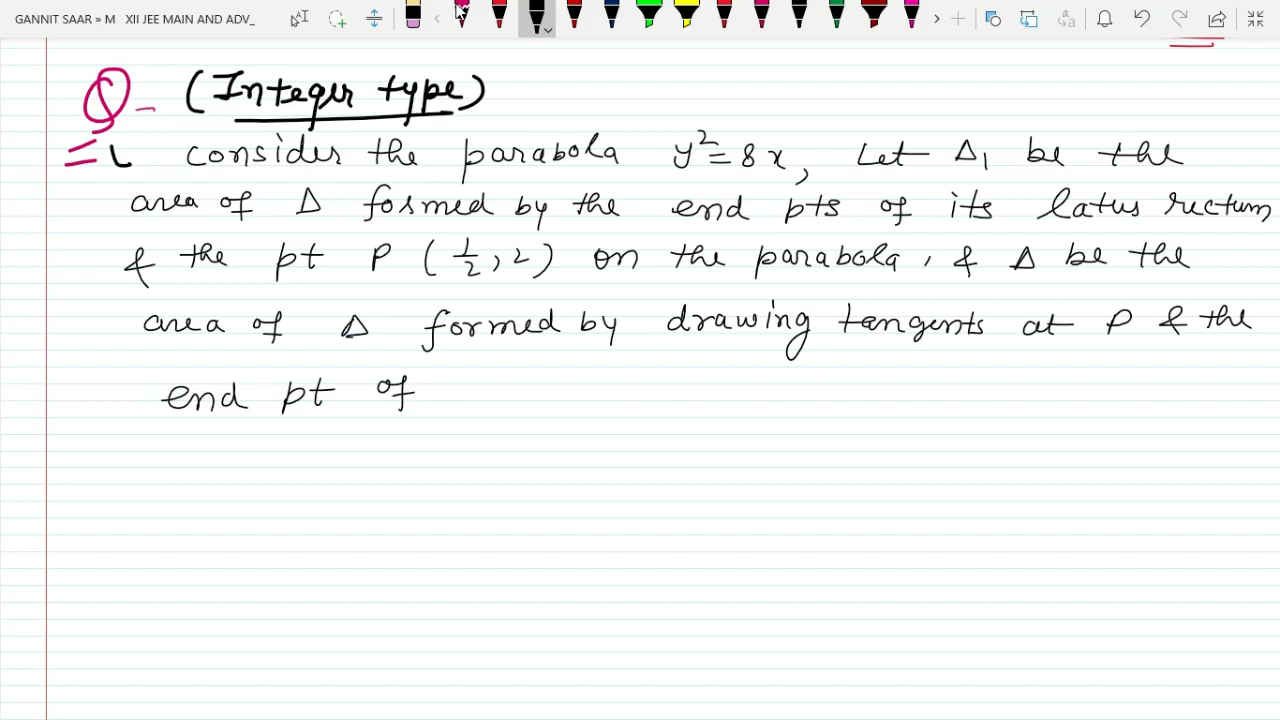 GANNIT SAAR » M XII JEE MAIN AND ADV_
Q- (Integer type)
consider the parabola y²=8x, Let Δ₁ be the
area of Δ formed by the end pts of its latus rectum
& the pt P (1/2, 2) on the parabola, & Δ be the
area of Δ formed by drawing tangents at P & the
end pt of